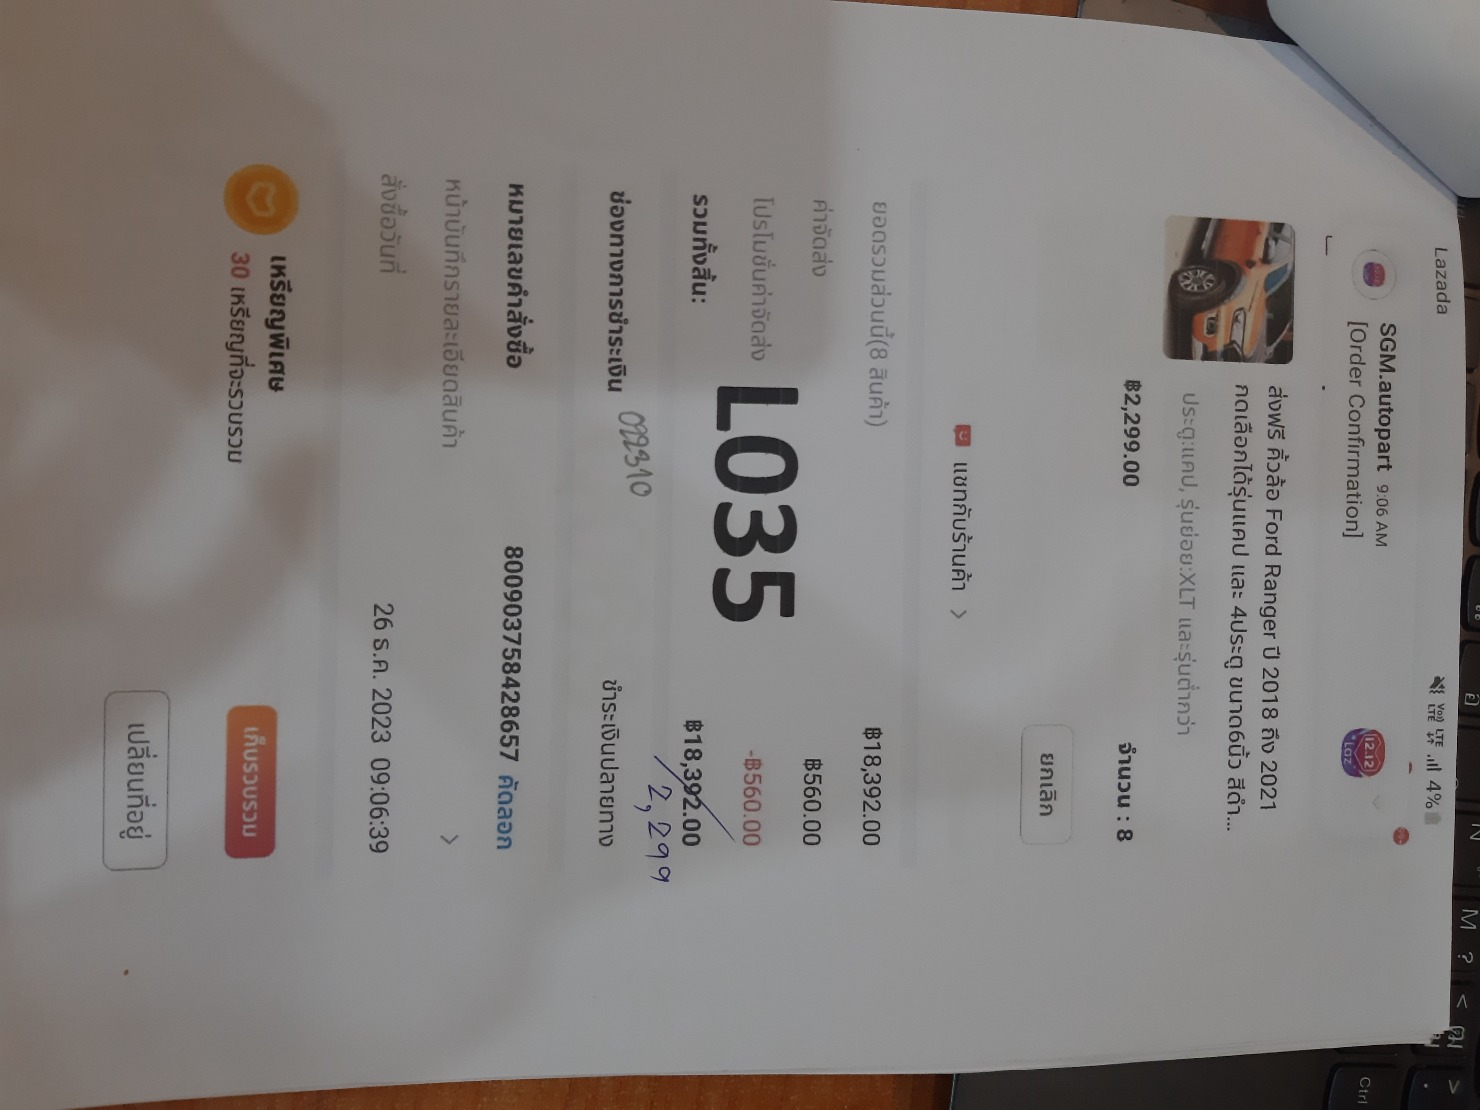 Lazada
VoD LTE 4%
LTE
SGM.autopart 9:06 AM
[Order Confirmation]
12.12
LAZ
ส่งฟรี คิ้วล้อ Ford Ranger ปี 2018 ถึง 2021
กดเลือกได้รุ่นแคป และ 4ประตู ขนาด6นิ้ว สีดำ...
ประตู:แคป, รุ่นย่อย:XLT และรุ่นต่ำกว่า
฿2,299.00
จำนวน : 8
ยกเลิก
แชทกับร้านค้า >
ยอดรวมส่วนนี้(8 สินค้า) ฿18,392.00
ค่าจัดส่ง ฿560.00
โปรโมชั่นค่าจัดส่ง -฿560.00
L035
รวมทั้งสิ้น: ฿18,392.00
2,299
022310
ช่องทางการชำระเงิน ชำระเงินปลายทาง
หมายเลขคำสั่งซื้อ 800903758428657 คัดลอก
หน้าบันทึกรายละเอียดสินค้า >
สั่งซื้อวันที่ 26 ธ.ค. 2023 09:06:39
เหรียญพิเศษ
30 เหรียญที่จะรวบรวม
เก็บรวบรวม
เปลี่ยนที่อยู่
N
M
?
<
>
Ctrl